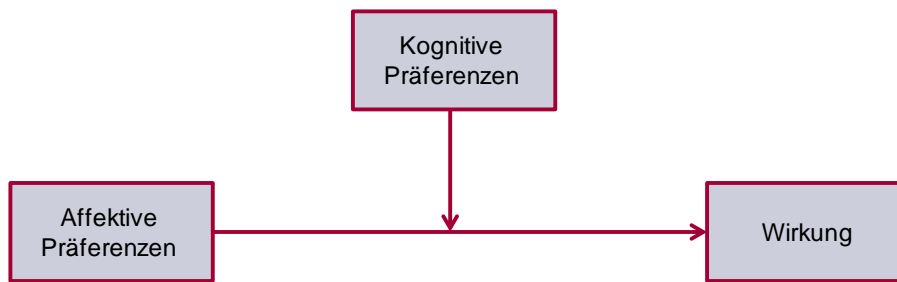 Kognitive
Präferenzen
Affektive
Präferenzen
Wirkung